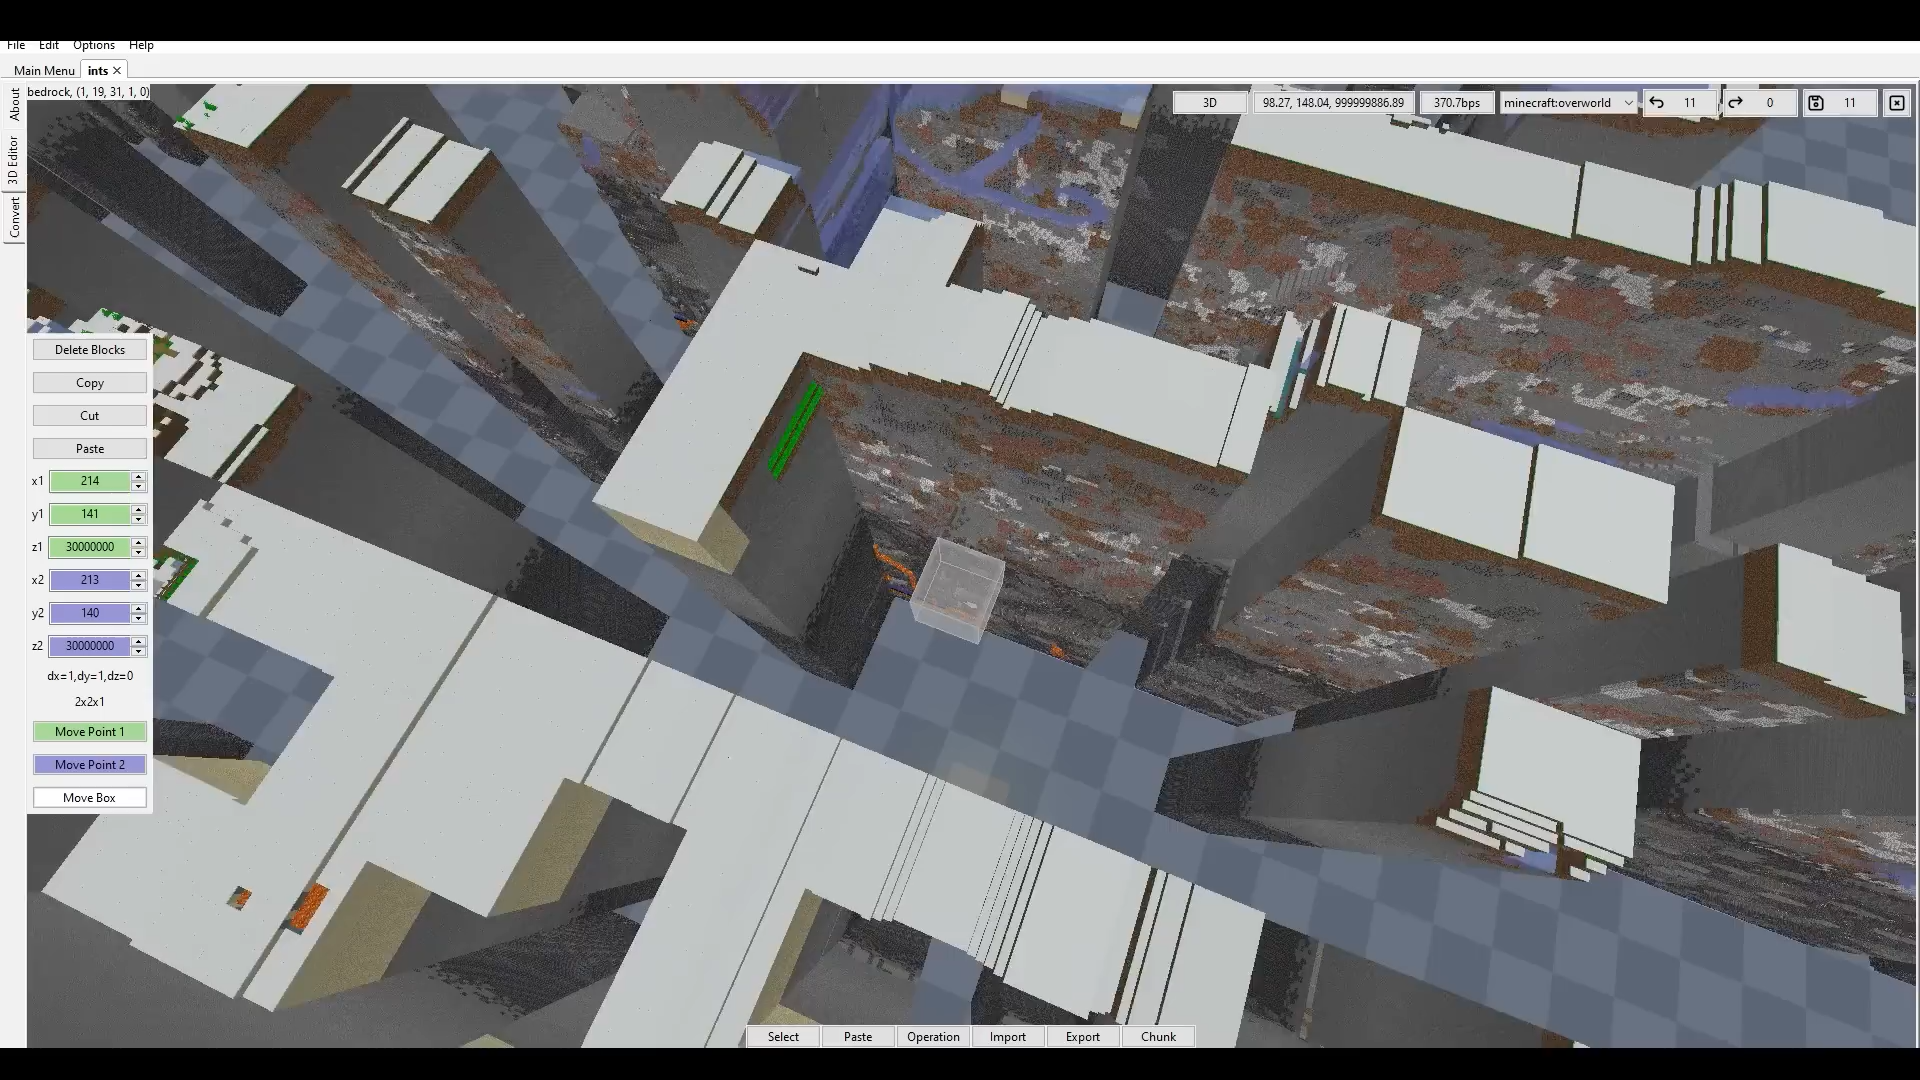 File Edit Options Help
Main Menu ints
bedrock, (1, 19, 31, 1, 0)
3D 98.27, 148.04, 999999886.89 370.7bps minecraft:overworld 11 0 11
About
3D Editor
Convert
Delete Blocks
Copy
Cut
Paste
x1 214
y1 141
z1 30000000
x2 213
y2 140
z2 30000000
dx=1,dy=1,dz=0
2x2x1
Move Point 1
Move Point 2
Move Box
Select Paste Operation Import Export Chunk